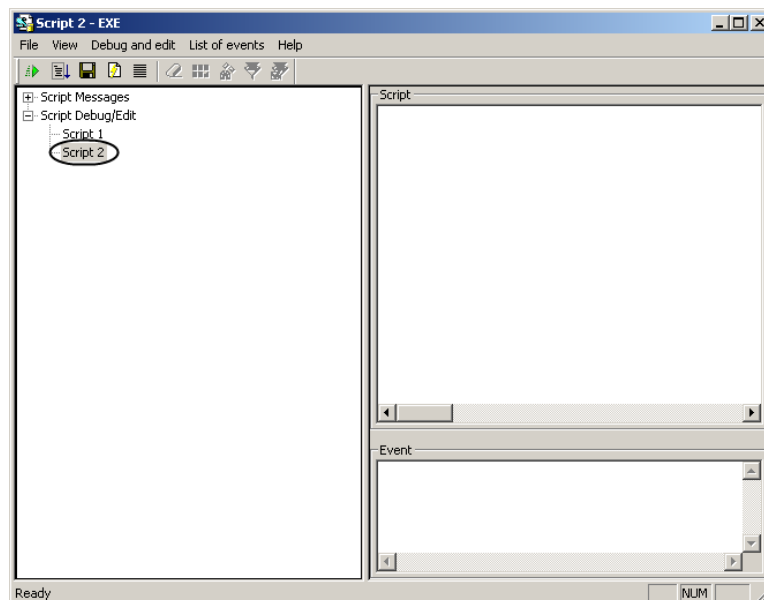 Script 2 - EXE
File View Debug and edit List of events Help
Script Messages
Script Debug/Edit
Script 1
Script 2
Script
Event
Ready
NUM